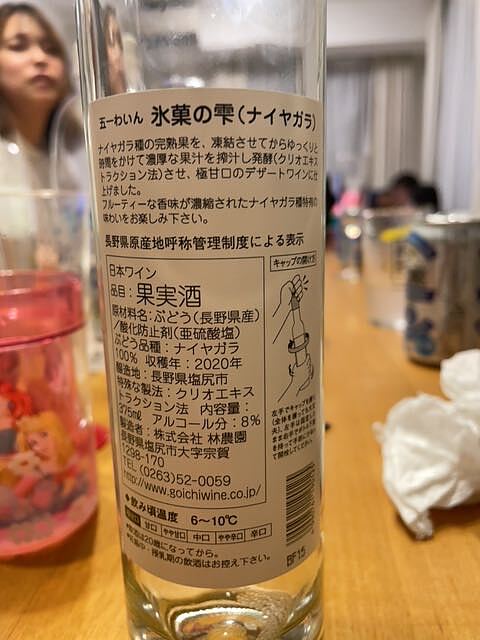 五一わいん 氷菓の雫(ナイヤガラ)
ナイヤガラ種の完熟果を、凍結させてからゆっくりと
時間をかけて濃厚な果汁を搾汁し発酵(クリオエキス
トラクション法)させ、極甘口のデザートワインに仕
上げました。
フルーティーな香味が濃縮されたナイヤガラ種特有の
味わいをお楽しみ下さい。
長野県原産地呼称管理制度による表示
キャップの開け方
日本ワイン
品目:果実酒
原材料名:ぶどう(長野県産)
/酸化防止剤(亜硫酸塩)
ぶどう品種:ナイヤガラ
100% 収穫年:2020年
醸造地:長野県塩尻市
特殊な製法:クリオエキス
トラクション法 内容量:
375mℓ アルコール分:8%
製造者:株式会社 林農園
長野県塩尻市大字宗賀
1298-170
TEL(0263)52-0059
http://www.goichiwine.co.jp/
◆飲み頃温度 6〜10℃
甘口 やや甘口 中口 やや辛口 辛口
●飲酒は20歳になってから。
授乳期の飲酒はお控え下さい。
BF15